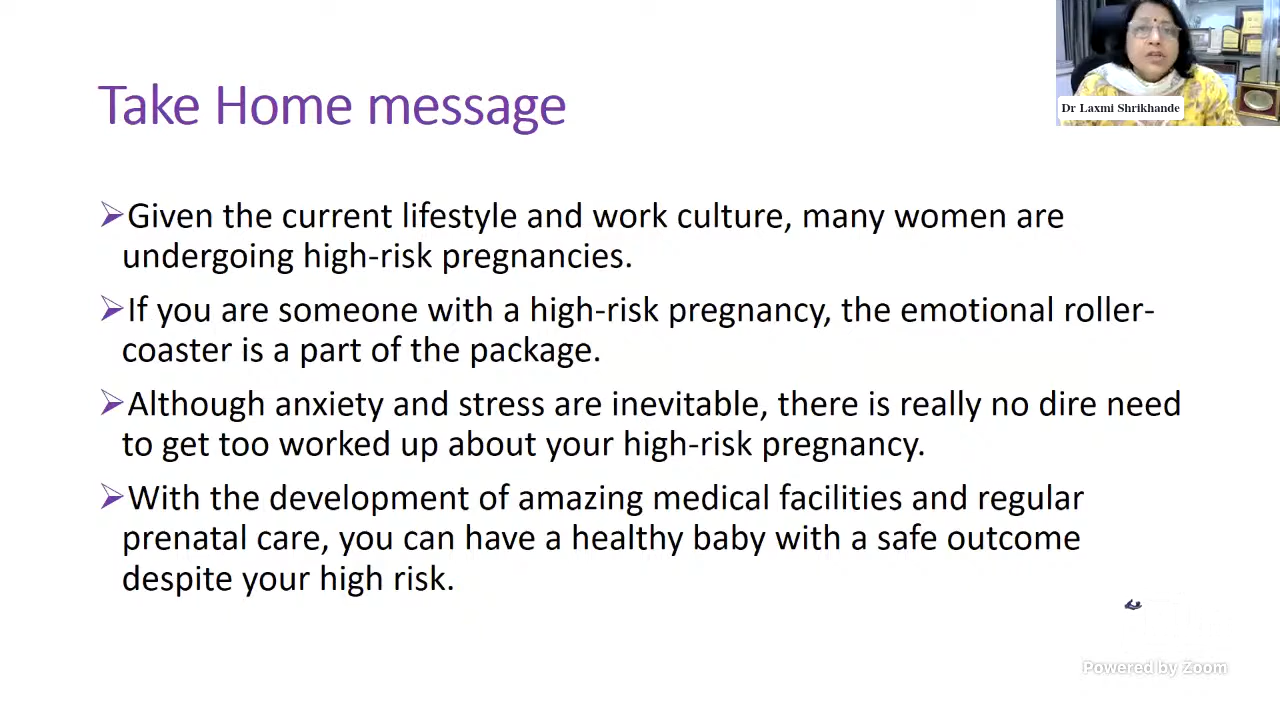 Take Home message
Dr Laxmi Shrikhande
➢Given the current lifestyle and work culture, many women are
undergoing high-risk pregnancies.
➢If you are someone with a high-risk pregnancy, the emotional roller-
coaster is a part of the package.
➢Although anxiety and stress are inevitable, there is really no dire need
to get too worked up about your high-risk pregnancy.
➢With the development of amazing medical facilities and regular
prenatal care, you can have a healthy baby with a safe outcome
despite your high risk.
Powered by Zoom